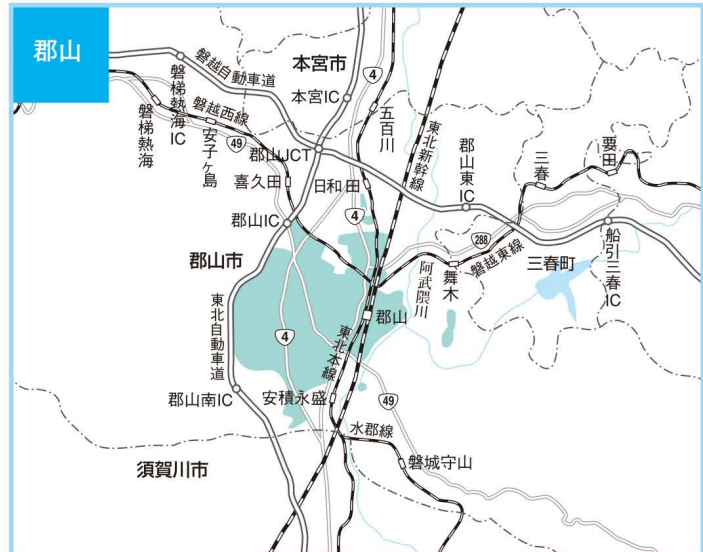 郡山
本宮市
磐越自動車道
4
磐梯熱海IC
本宮IC
磐梯熱海
磐越西線
安子ヶ島
49
五百川
東北新幹線
郡山JCT
郡山東IC
三春
要田
喜久田
日和田
郡山IC
4
288
船引三春IC
郡山市
磐越東線
舞木
三春町
阿武隈川
東北自動車道
郡山
4
東北本線
郡山南IC
安積永盛
49
水郡線
須賀川市
磐城守山